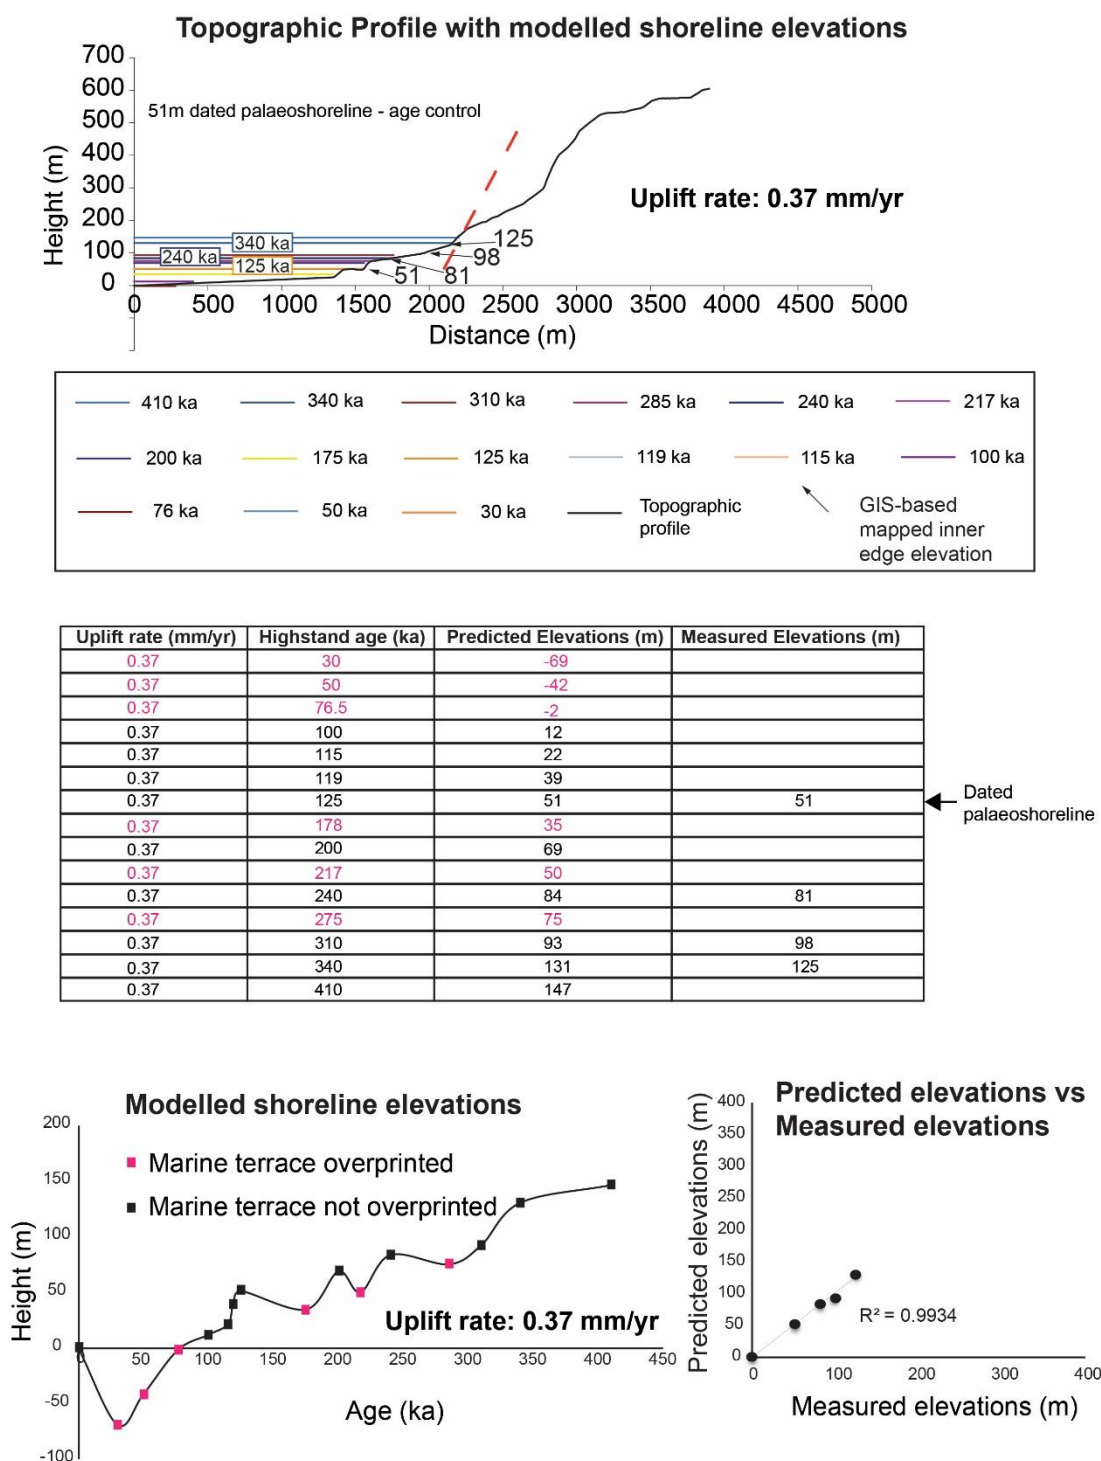 Topographic Profile with modelled shoreline elevations
700
600
500
400
300
200
100
0
Height (m)
51m dated palaeoshoreline - age control
Uplift rate: 0.37 mm/yr
340 ka
240 ka
125 ka
125
98
51
81
0 500 1000 1500 2000 2500 3000 3500 4000 4500 5000
Distance (m)
410 ka 340 ka 310 ka 285 ka 240 ka 217 ka
200 ka 175 ka 125 ka 119 ka 115 ka 100 ka
76 ka 50 ka 30 ka Topographic profile GIS-based mapped inner edge elevation
Uplift rate (mm/yr) Highstand age (ka) Predicted Elevations (m) Measured Elevations (m)
0.37 30 -69
0.37 50 -42
0.37 76.5 -2
0.37 100 12
0.37 115 22
0.37 119 39
0.37 125 51 51
0.37 178 35
0.37 200 69
0.37 217 50
0.37 240 84 81
0.37 275 75
0.37 310 93 98
0.37 340 131 125
0.37 410 147
Dated
palaeoshoreline
Modelled shoreline elevations
200
150
100
50
0
-50
-100
Height (m)
Marine terrace overprinted
Marine terrace not overprinted
Uplift rate: 0.37 mm/yr
0 50 100 150 200 250 300 350 400 450
Age (ka)
Predicted elevations vs
Measured elevations
400
350
300
250
200
150
100
50
0
Predicted elevations (m)
R² = 0.9934
0 100 200 300 400
Measured elevations (m)